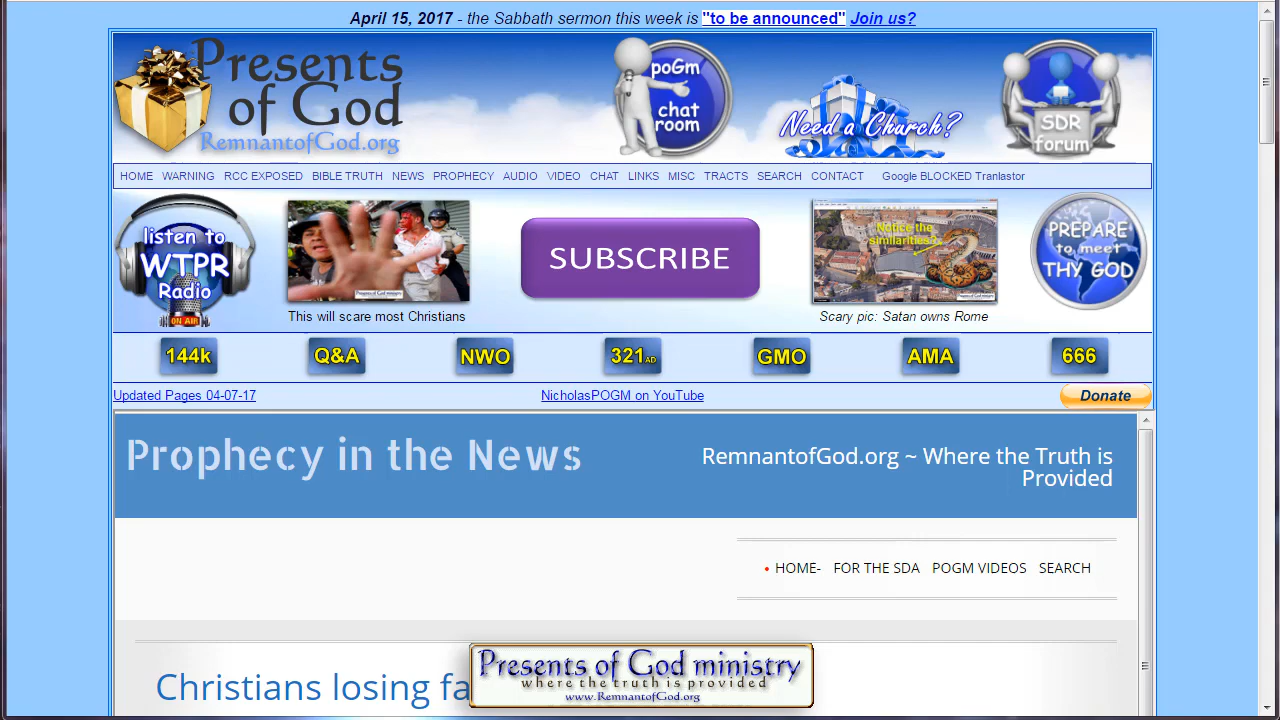 April 15, 2017 - the Sabbath sermon this week is "to be announced" Join us?
Presents
of God
RemnantofGod.org
poGm
chat
room
Need a Church?
SDR
forum
HOME WARNING RCC EXPOSED BIBLE TRUTH NEWS PROPHECY AUDIO VIDEO CHAT LINKS MISC TRACTS SEARCH CONTACT Google BLOCKED Tranlastor
listen to
WTPR
Radio
ON AIR
This will scare most Christians
SUBSCRIBE
Notice the
similarities?
Scary pic: Satan owns Rome
PREPARE
to meet
THY GOD
144k Q&A NWO 321AD GMO AMA 666
Updated Pages 04-07-17 NicholasPOGM on YouTube Donate
Prophecy in the News
RemnantofGod.org ~ Where the Truth is
Provided
• HOME- FOR THE SDA POGM VIDEOS SEARCH
Christians losing fa
Presents of God ministry
where the truth is provided
www.RemnantofGod.org